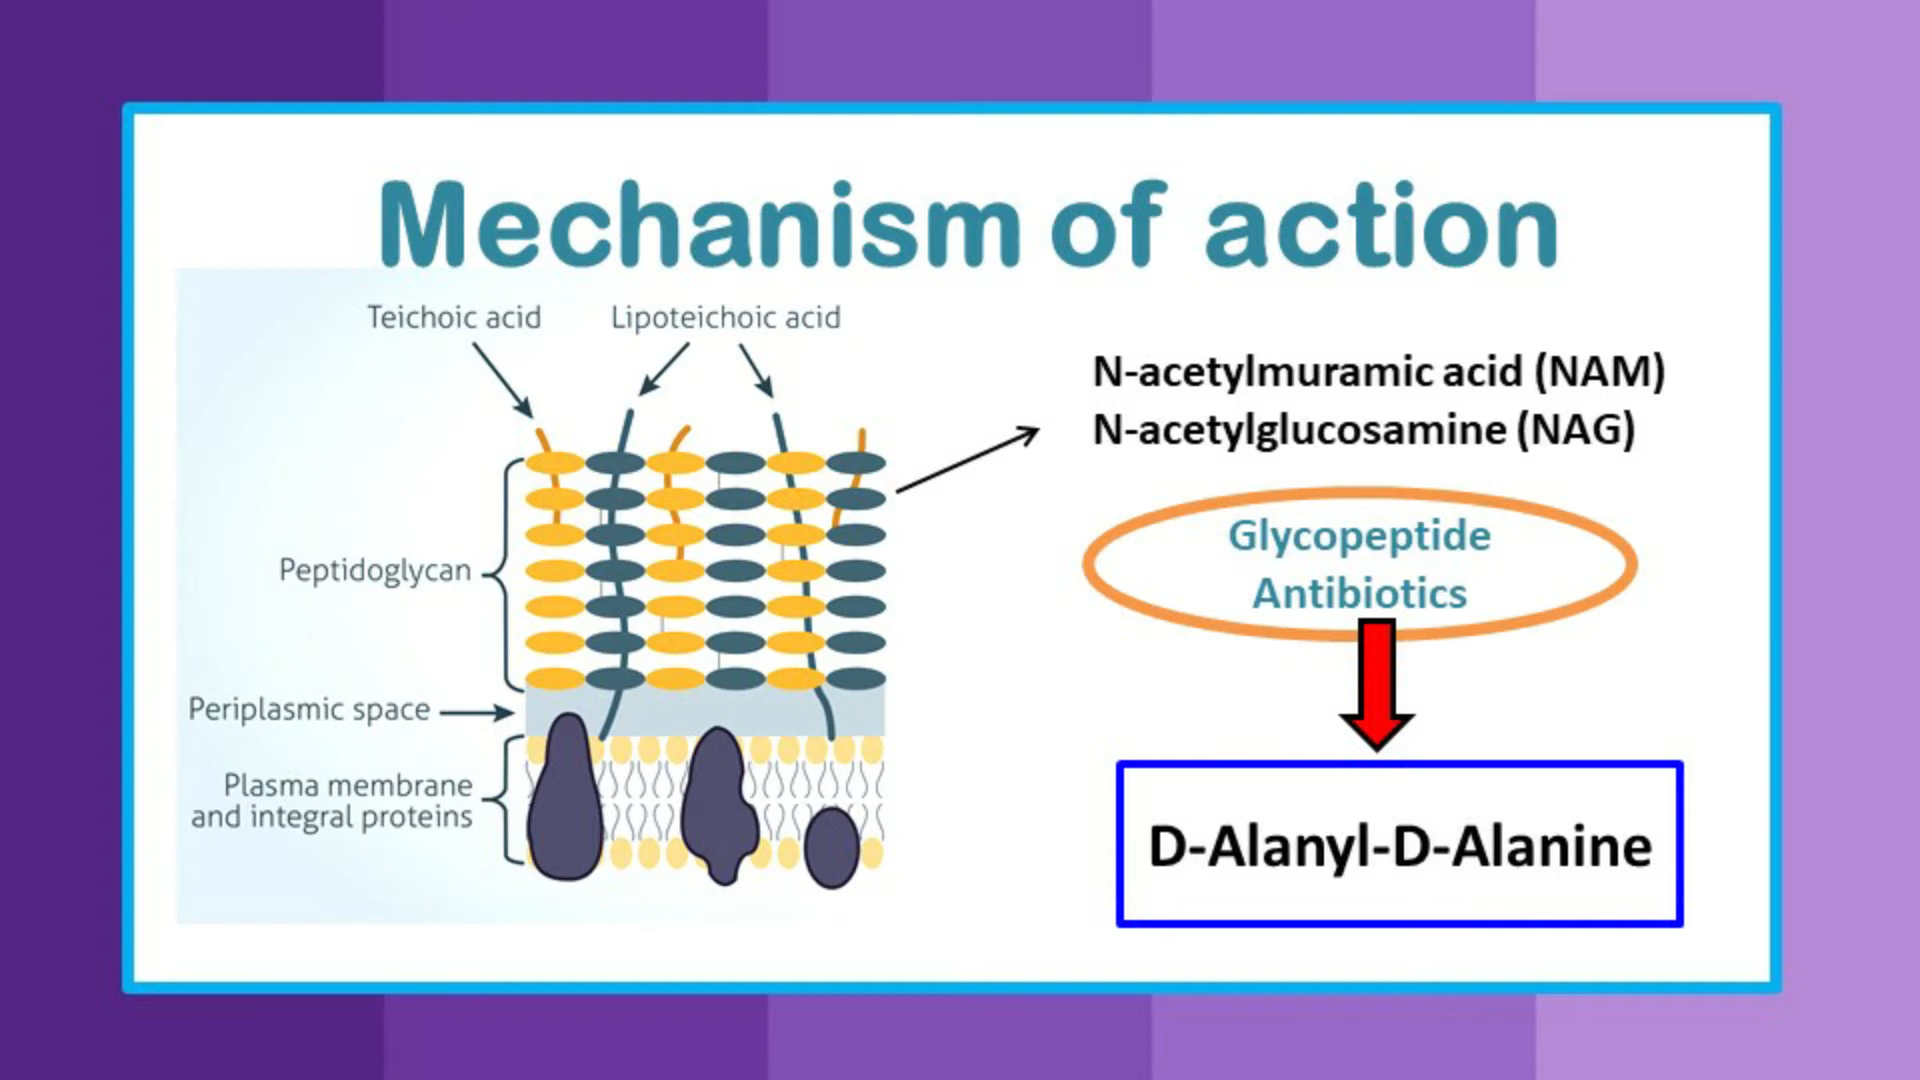 Mechanism of action
Teichoic acid
Lipoteichoic acid
N-acetylmuramic acid (NAM)
N-acetylglucosamine (NAG)
Glycopeptide
Antibiotics
Peptidoglycan
Periplasmic space
Plasma membrane
and integral proteins
D-Alanyl-D-Alanine